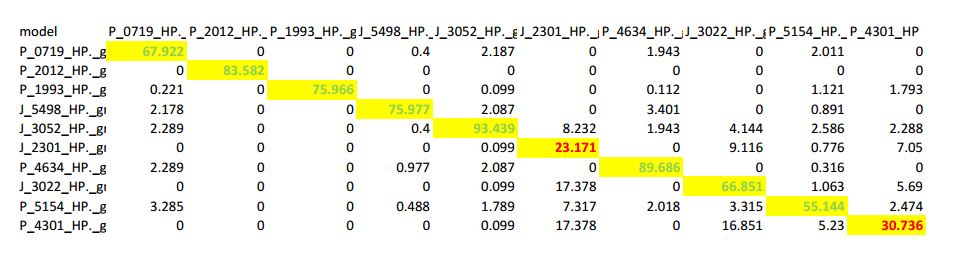 model P_0719_HP._ P_2012_HP._ P_1993_HP._g J_5498_HP._ J_3052_HP._g J_2301_HP._g P_4634_HP._g J_3022_HP._g P_5154_HP._g P_4301_HP
P_0719_HP._g 67.922 0 0 0.4 2.187 0 1.943 0 2.011 0
P_2012_HP._g 0 83.582 0 0 0 0 0 0 0 0
P_1993_HP._g 0.221 0 75.966 0 0.099 0 0.112 0 1.121 1.793
J_5498_HP._gr 2.178 0 0 75.977 2.087 0 3.401 0 0.891 0
J_3052_HP._gr 2.289 0 0 0.4 93.439 8.232 1.943 4.144 2.586 2.288
J_2301_HP._gr 0 0 0 0 0.099 23.171 0 9.116 0.776 7.05
P_4634_HP._g 2.289 0 0 0.977 2.087 0 89.686 0 0.316 0
J_3022_HP._gr 0 0 0 0 0.099 17.378 0 66.851 1.063 5.69
P_5154_HP._g 3.285 0 0 0.488 1.789 7.317 2.018 3.315 55.144 2.474
P_4301_HP._g 0 0 0 0 0.099 17.378 0 16.851 5.23 30.736